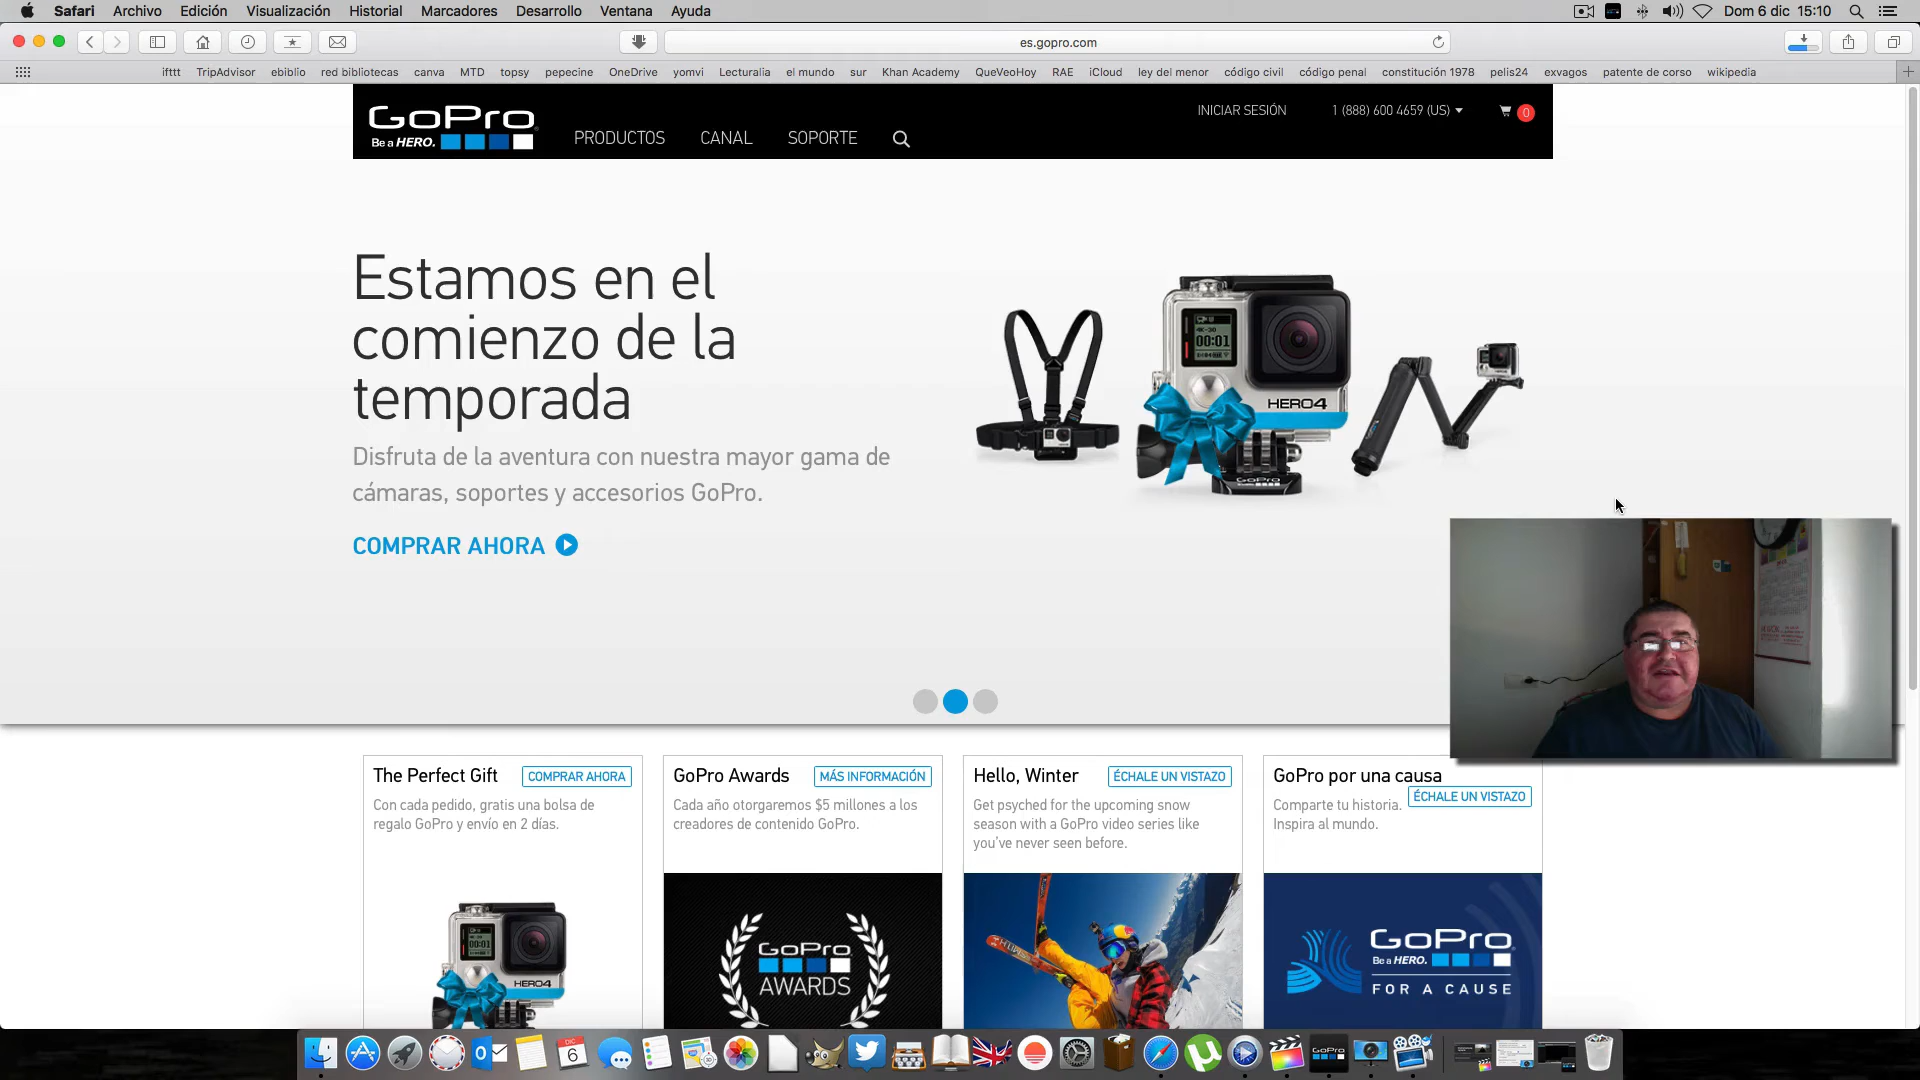 Safari Archivo Edición Visualización Historial Marcadores Desarrollo Ventana Ayuda Dom 6 dic 15:10
es.gopro.com
ifttt TripAdvisor ebiblio red bibliotecas canva MTD topsy pepecine OneDrive yomvi Lecturalia el mundo sur Khan Academy QueVeoHoy RAE iCloud ley del menor código civil código penal constitución 1978 pelis24 exvagos patente de corso wikipedia
GoPro
Be a HERO.
PRODUCTOS CANAL SOPORTE
INICIAR SESIÓN 1 (888) 600 4659 (US) 0
Estamos en el
comienzo de la
temporada
Disfruta de la aventura con nuestra mayor gama de
cámaras, soportes y accesorios GoPro.
COMPRAR AHORA
00:01
HERO4
GoPro
The Perfect Gift COMPRAR AHORA
Con cada pedido, gratis una bolsa de
regalo GoPro y envío en 2 días.
00:01
HERO4
GoPro Awards MÁS INFORMACIÓN
Cada año otorgaremos $5 millones a los
creadores de contenido GoPro.
GoPro
AWARDS
Hello, Winter ÉCHALE UN VISTAZO
Get psyched for the upcoming snow
season with a GoPro video series like
you've never seen before.
GoPro por una causa
ÉCHALE UN VISTAZO
Comparte tu historia.
Inspira al mundo.
GoPro
Be a HERO.
FOR A CAUSE
DIC
6
GoPro